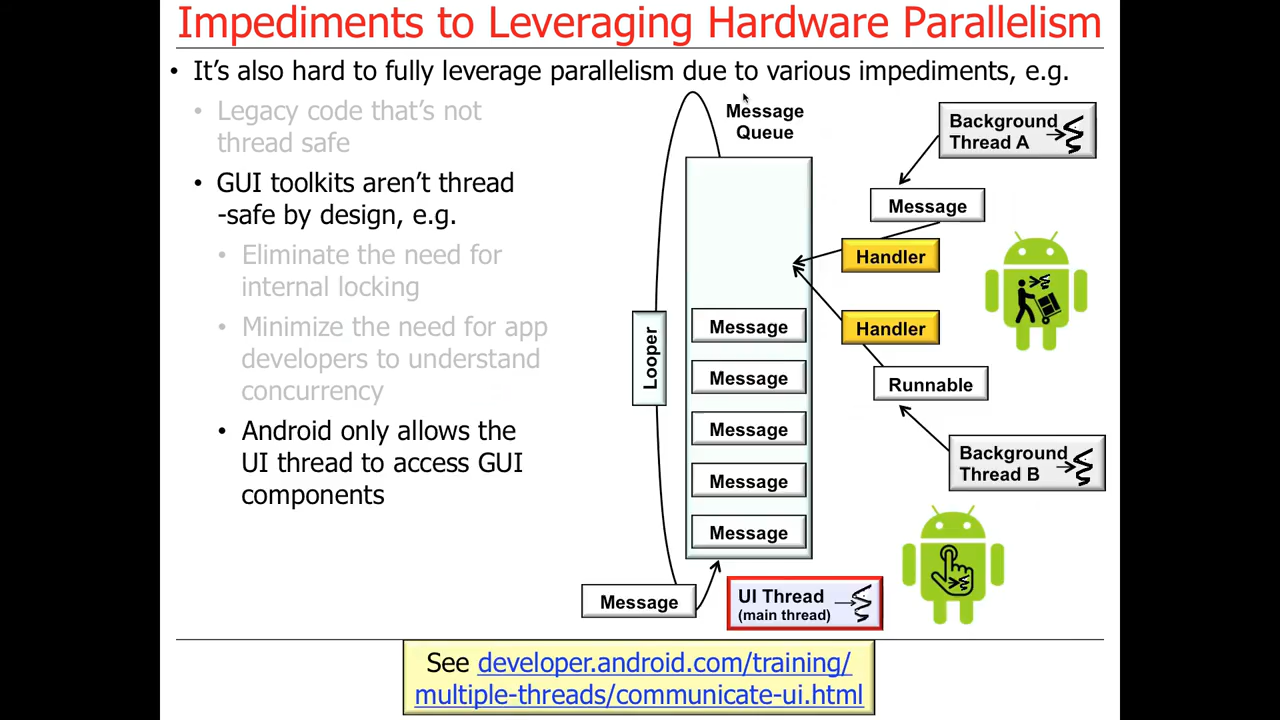 Impediments to Leveraging Hardware Parallelism
• It’s also hard to fully leverage parallelism due to various impediments, e.g.
• Legacy code that’s not
thread safe
• GUI toolkits aren’t thread
-safe by design, e.g.
• Eliminate the need for
internal locking
• Minimize the need for app
developers to understand
concurrency
• Android only allows the
UI thread to access GUI
components
Message
Queue
Background
Thread A
Message
Handler
Handler
Runnable
Background
Thread B
Looper
Message
Message
Message
Message
Message
Message
UI Thread
(main thread)
See developer.android.com/training/
multiple-threads/communicate-ui.html